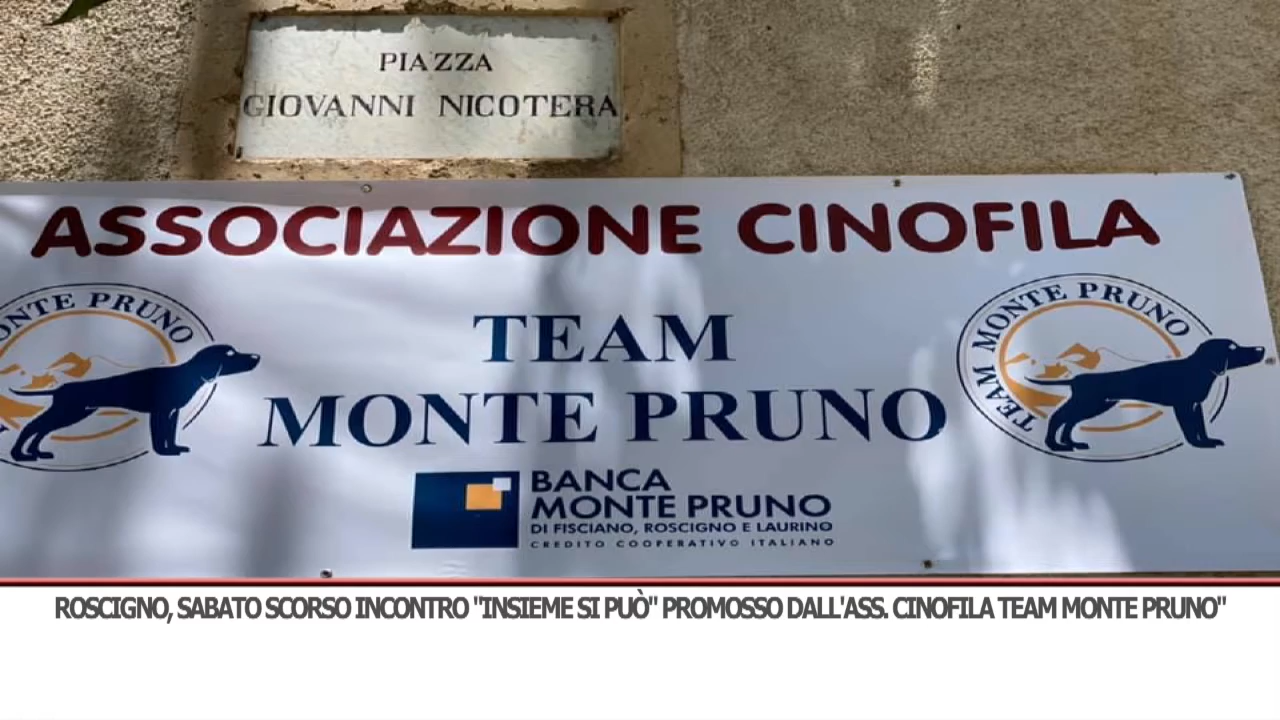 PIAZZA
GIOVANNI NICOTERA
ASSOCIAZIONE CINOFILA
TEAM
MONTE PRUNO
MONTE PRUNO
TEAM MONTE PRUNO
BANCA
MONTE PRUNO
DI FISCIANO, ROSCIGNO E LAURINO
CREDITO COOPERATIVO ITALIANO
ROSCIGNO, SABATO SCORSO INCONTRO "INSIEME SI PUÒ" PROMOSSO DALL'ASS. CINOFILA TEAM MONTE PRUNO"